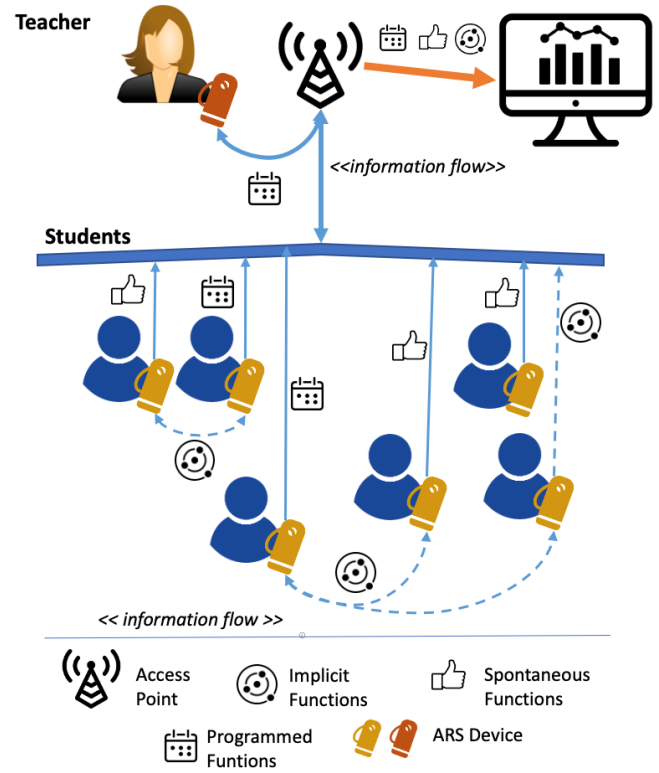 Teacher
<<information flow>>
Students
<< information flow >>
Access
Point
Implicit
Functions
Spontaneous
Functions
Programmed
Funtions
ARS Device